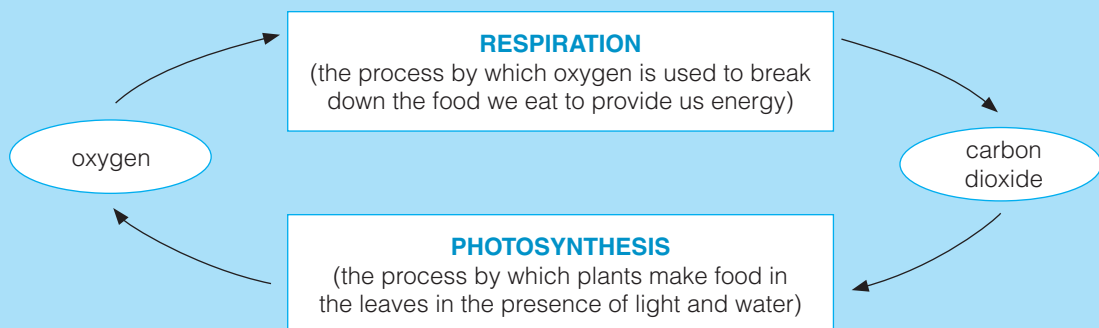 RESPIRATION
(the process by which oxygen is used to break
down the food we eat to provide us energy)
oxygen
carbon
dioxide
PHOTOSYNTHESIS
(the process by which plants make food in
the leaves in the presence of light and water)